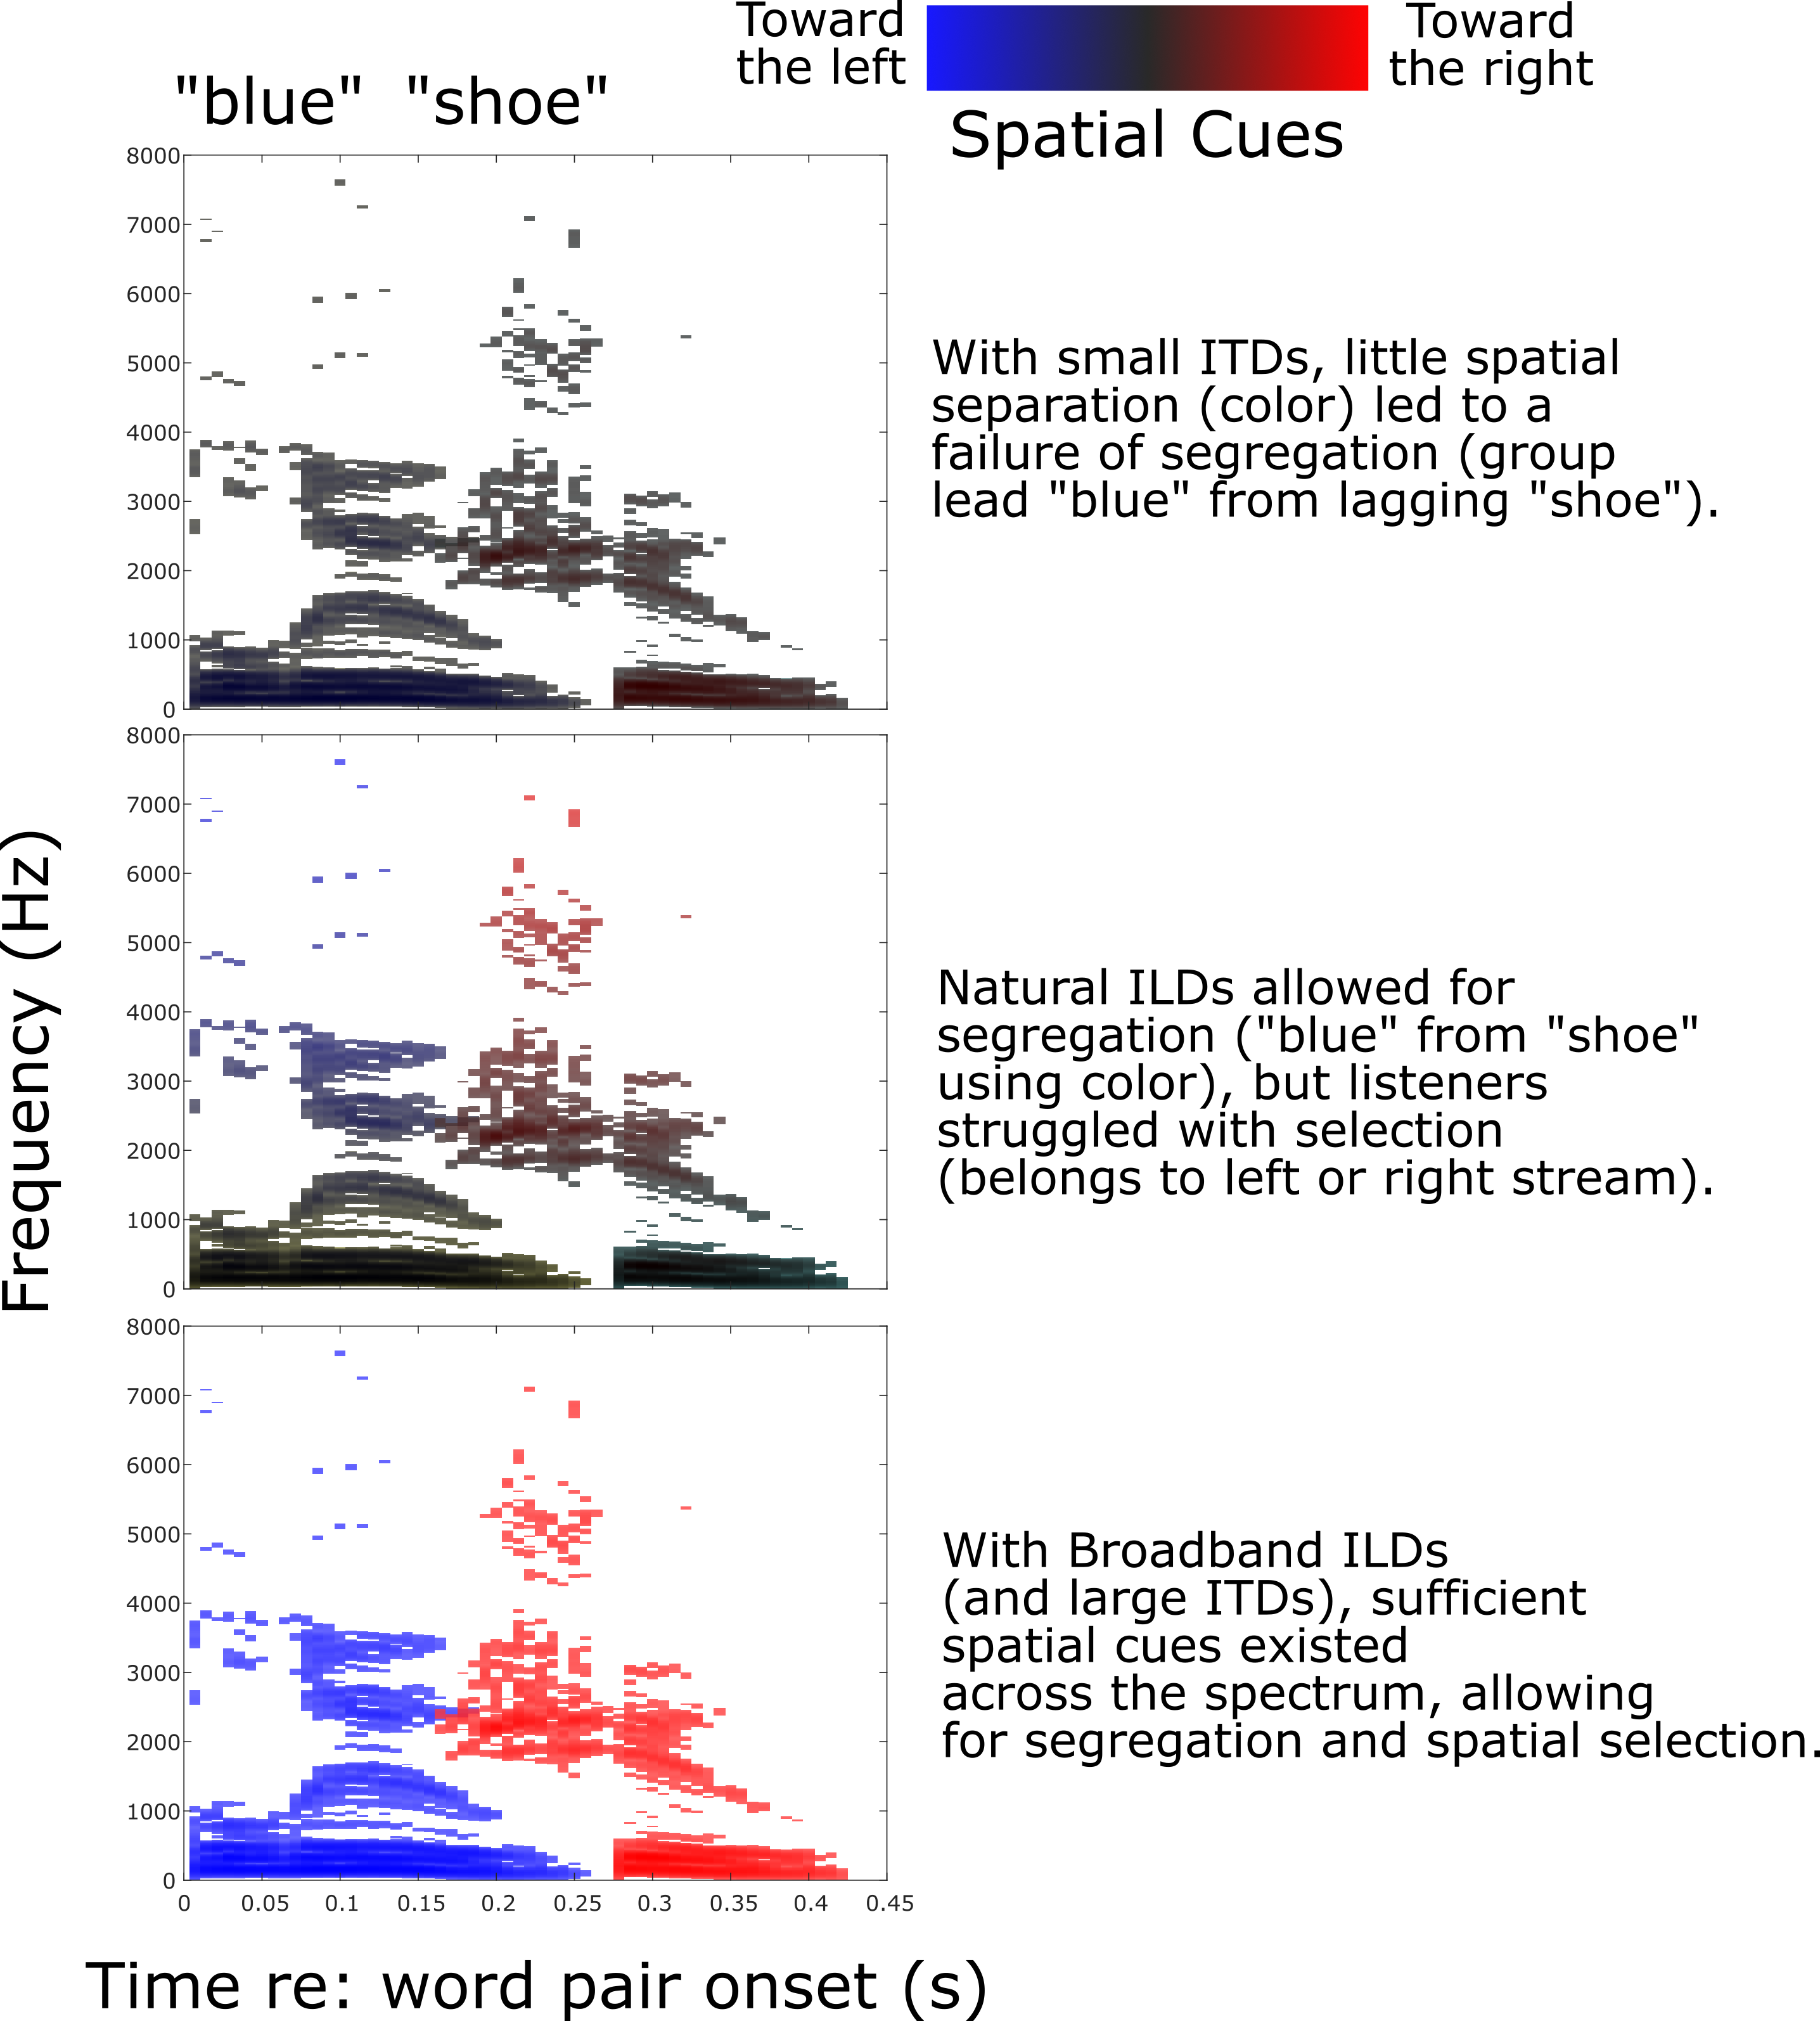 Toward
the left
Toward
the right
Spatial Cues
"blue" "shoe"
8000
7000
6000
5000
4000
3000
2000
1000
0
With small ITDs, little spatial
separation (color) led to a
failure of segregation (group
lead "blue" from lagging "shoe").
Frequency (Hz)
8000
7000
6000
5000
4000
3000
2000
1000
0
Natural ILDs allowed for
segregation ("blue" from "shoe"
using color), but listeners
struggled with selection
(belongs to left or right stream).
8000
7000
6000
5000
4000
3000
2000
1000
0
With Broadband ILDs
(and large ITDs), sufficient
spatial cues existed
across the spectrum, allowing
for segregation and spatial selection.
0 0.05 0.1 0.15 0.2 0.25 0.3 0.35 0.4 0.45
Time re: word pair onset (s)